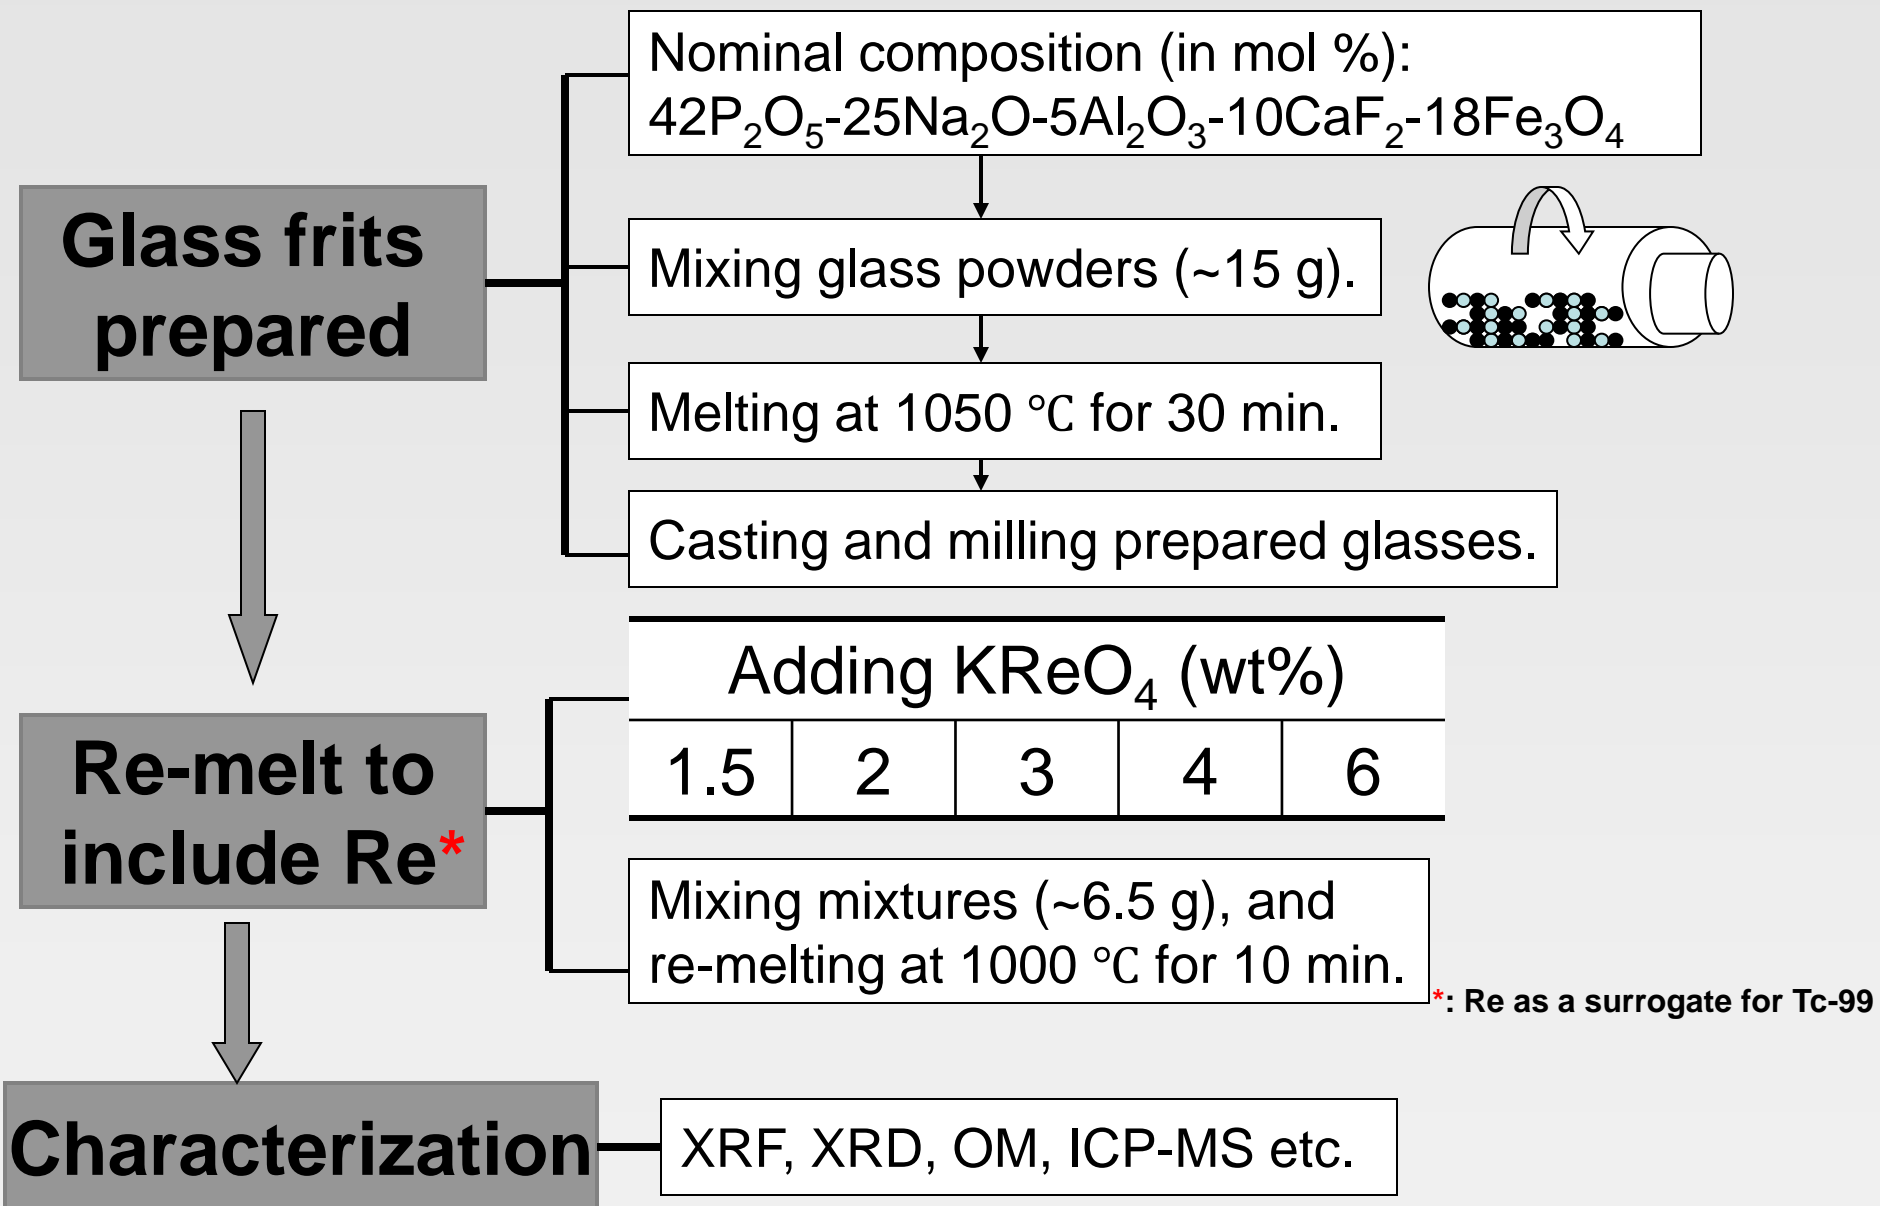 Nominal composition (in mol %):
42P₂O₅-25Na₂O-5Al₂O₃-10CaF₂-18Fe₃O₄
Glass frits
prepared
Mixing glass powders (~15 g).
Melting at 1050 ℃ for 30 min.
Casting and milling prepared glasses.
Re-melt to
include Re*
Adding KReO₄ (wt%)
1.5 2 3 4 6
Mixing mixtures (~6.5 g), and
re-melting at 1000 ℃ for 10 min.
*: Re as a surrogate for Tc-99
Characterization
XRF, XRD, OM, ICP-MS etc.